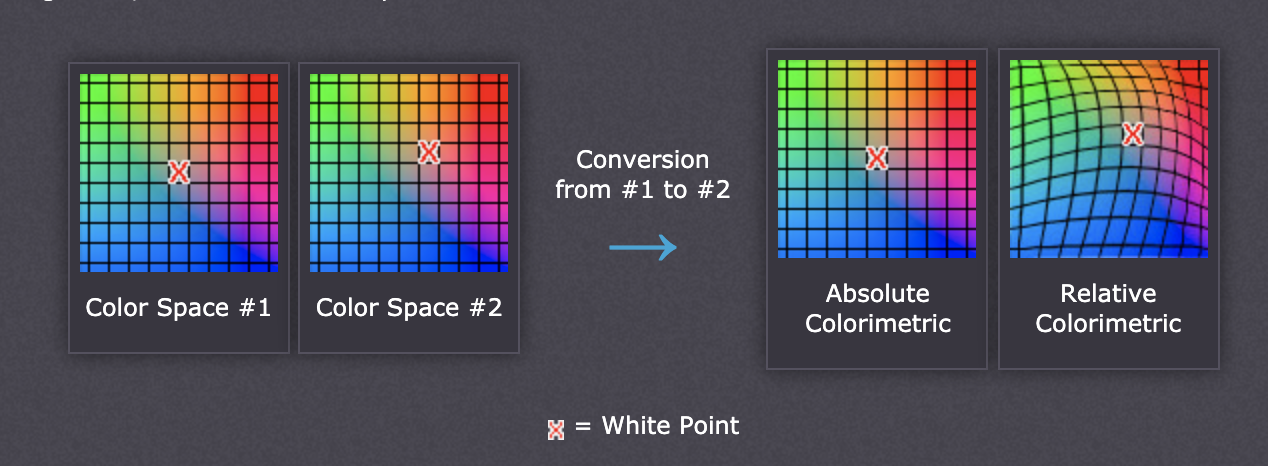 Color Space #1
Color Space #2
Conversion
from #1 to #2
Absolute
Colorimetric
Relative
Colorimetric
X = White Point